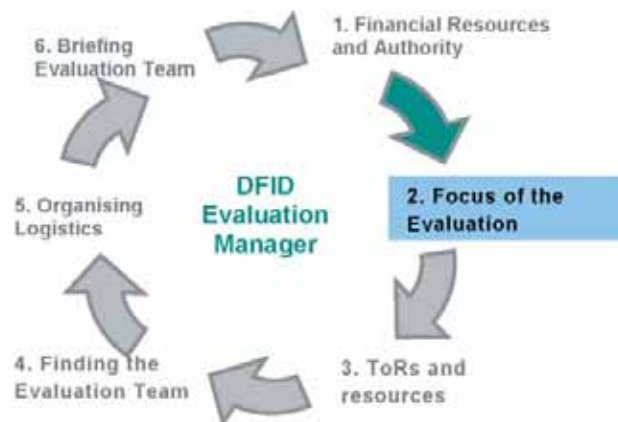 1. Financial Resources
and Authority
2. Focus of the
Evaluation
3. ToRs and
resources
4. Finding the
Evaluation Team
5. Organising
Logistics
6. Briefing
Evaluation Team
DFID
Evaluation
Manager